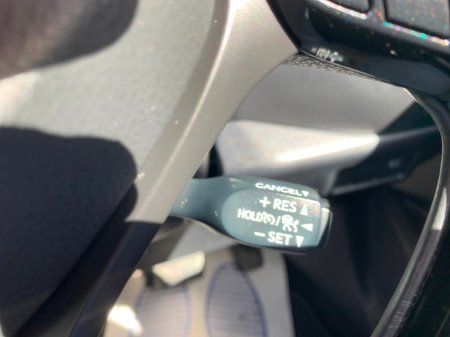 CANCEL▼
+ RES ▲
HOLD / ◄
− SET ▼